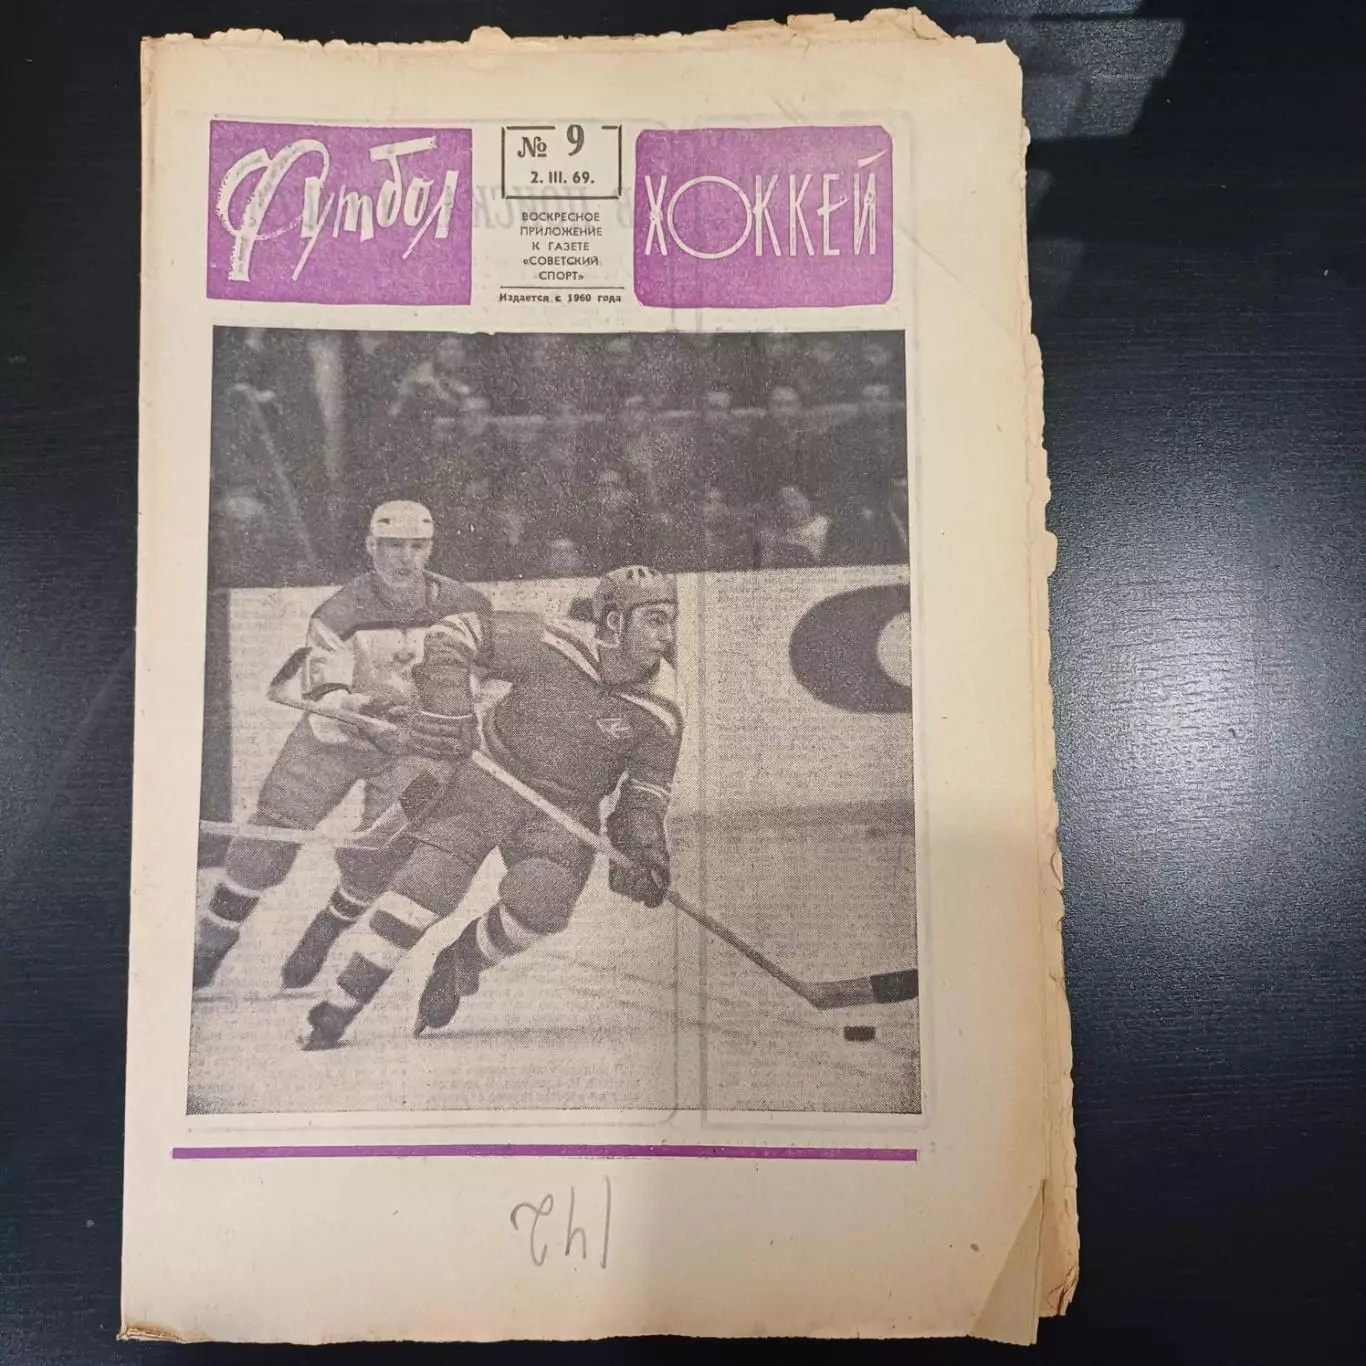 Футбол
№ 9
2. III. 69.
ВОСКРЕСНОЕ
ПРИЛОЖЕНИЕ
К ГАЗЕТЕ
«СОВЕТСКИЙ
СПОРТ»
Издается с 1960 года
ХОККЕЙ
142